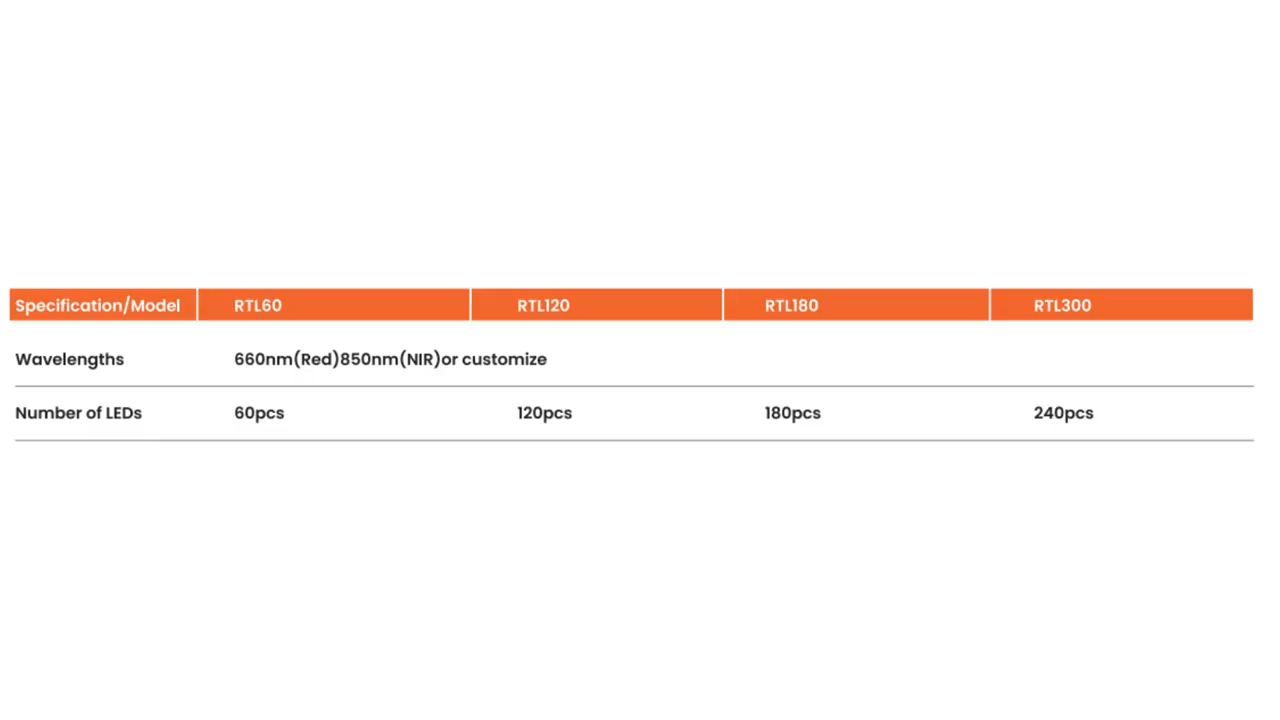 Specification/Model RTL60 RTL120 RTL180 RTL300
Wavelengths 660nm(Red)850nm(NIR)or customize
Number of LEDs 60pcs 120pcs 180pcs 240pcs